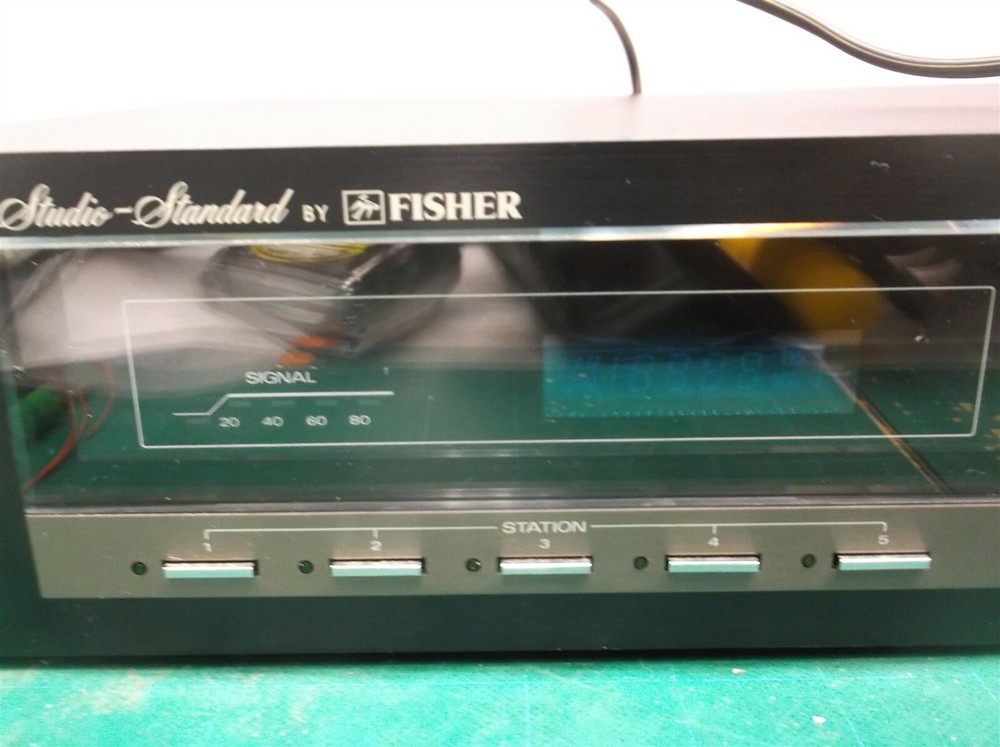 Studio-Standard BY FISHER
SIGNAL
20 40 60 80
STATION
1 2 3 4 5